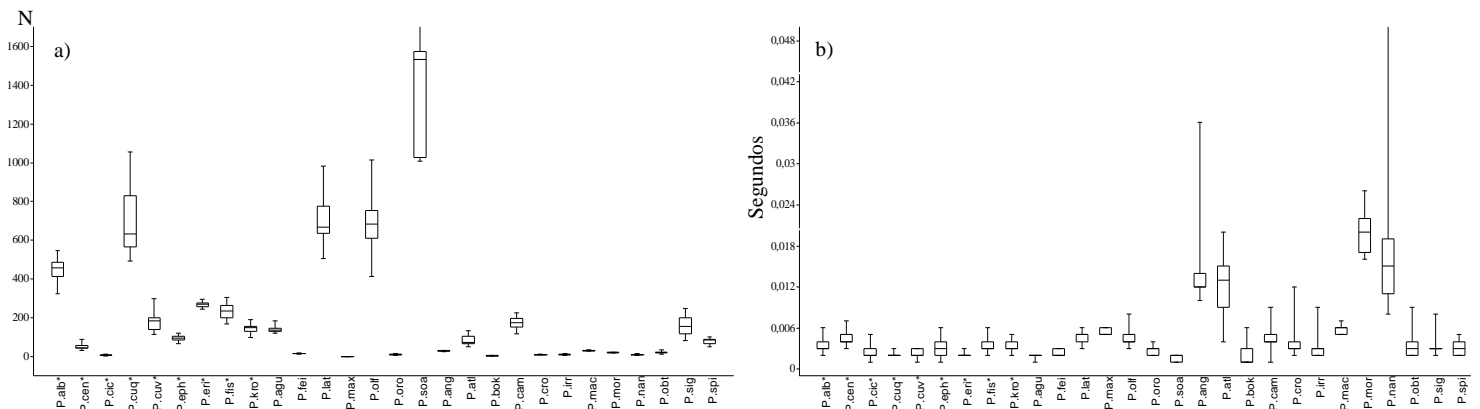 N
a)
1600
1400
1200
1000
800
600
400
200
0
P.alb*
P.cen*
P.cic*
P.cuq*
P.cuv*
P.eph*
P.eri*
P.fis*
P.kro*
P.agu
P.fei
P.lat
P.max
P.olf
P.oro
P.soa
P.ang
P.atl
P.bok
P.cam
P.cro
P.irr
P.mac
P.mor
P.nan
P.obt
P.sig
P.spi
b)
Segundos
0,048
0,042
0,036
0,03
0,024
0,018
0,012
0,006
0
P.alb*
P.cen*
P.cic*
P.cuq*
P.cuv*
P.eph*
P.eri*
P.fis*
P.kro*
P.agu
P.fei
P.lat
P.max
P.olf
P.oro
P.soa
P.ang
P.atl
P.bok
P.cam
P.cro
P.irr
P.mac
P.mor
P.nan
P.obt
P.sig
P.spi